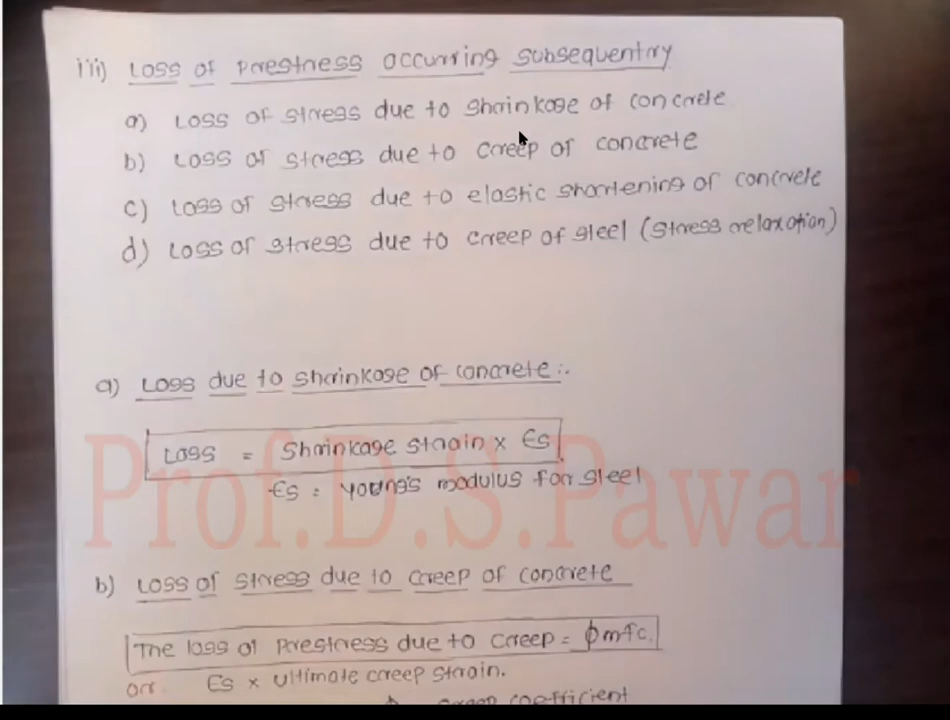 iii) Loss of Prestress occurring subsequently
a) Loss of stress due to shrinkage of concrete
b) Loss of stress due to creep of concrete
c) Loss of stress due to elastic shortening of concrete
d) Loss of stress due to creep of steel (stress relaxation)
a) Loss due to shrinkage of concrete :-
Loss = Shrinkage strain x Es
Es = young's modulus for steel
Prof.D.S.Pawar
b) Loss of stress due to creep of concrete
The loss of Prestress due to creep = ϕmfc.
or Es x ultimate creep strain.
creep coefficient